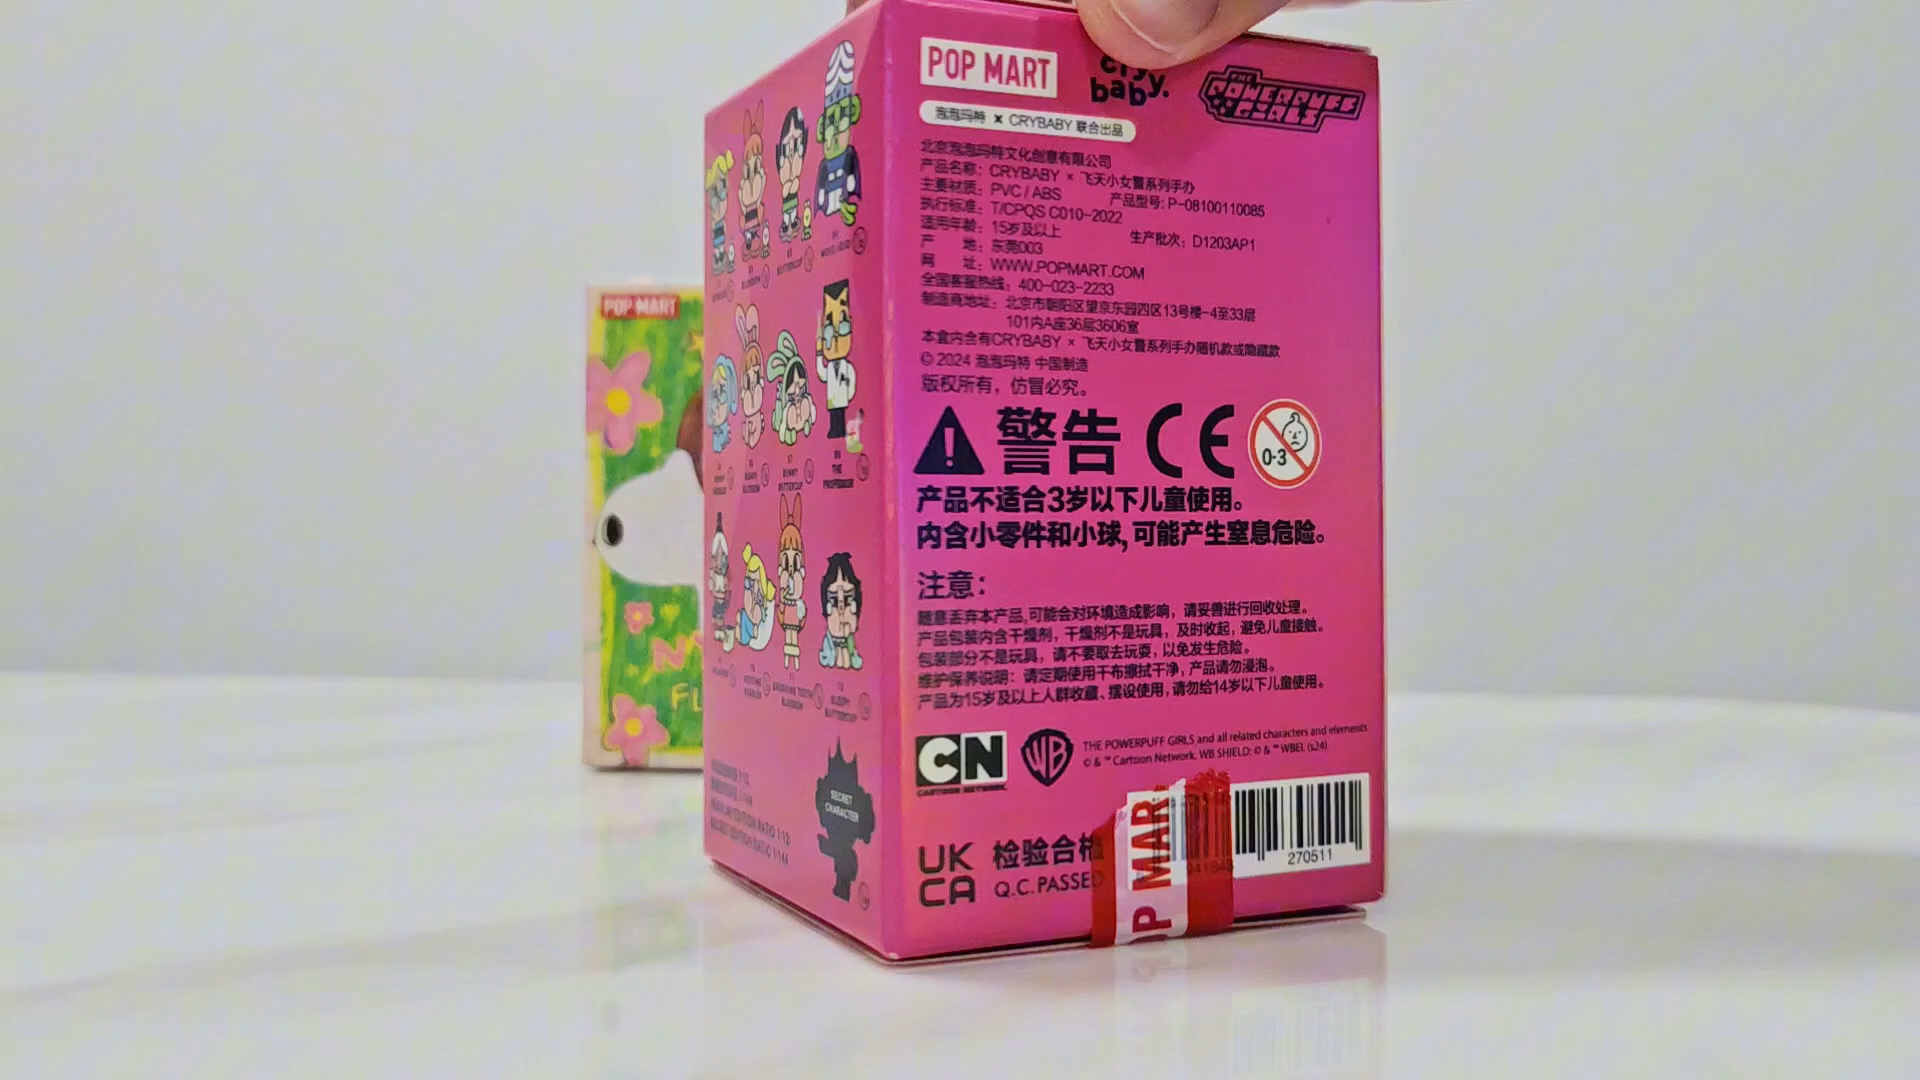 POP MART
cry baby.
THE POWERPUFF GIRLS
泡泡玛特 × CRYBABY 联合出品
北京泡泡玛特文化创意有限公司
产品名称: CRYBABY × 飞天小女警系列手办
主要材质: PVC / ABS 产品型号: P-08100110085
执行标准: T/CPQS C010-2022
适用年龄: 15岁及以上 生产批次: D1203AP1
产 地: 东莞003
网 址: WWW.POPMART.COM
全国客服热线: 400-023-2233
制造商地址: 北京市朝阳区望京东园四区13号楼-4至33层
101内A座36层3606室
本盒内含有CRYBABY × 飞天小女警系列手办随机款或隐藏款
© 2024 泡泡玛特 中国制造
版权所有，仿冒必究。
警告 CE 0-3
产品不适合3岁以下儿童使用。
内含小零件和小球, 可能产生窒息危险。
注意:
随意丢弃本产品,可能会对环境造成影响，请妥善进行回收处理。
产品包装内含干燥剂，干燥剂不是玩具，及时收起，避免儿童接触。
包装部分不是玩具，请不要取去玩耍，以免发生危险。
维护保养说明：请定期使用干布擦拭干净，产品请勿浸泡。
产品为15岁及以上人群收藏、摆设使用，请勿给14岁以下儿童使用。
CN
CARTOON NETWORK
WB
THE POWERPUFF GIRLS and all related characters and elements
© & ™ Cartoon Network. WB SHIELD: © & ™ WBEI. (s24)
UK
CA
检验合格
Q.C. PASSED
270511
POP MART
BUTTERCUP
BLOSSOM
THE
BUNNY
BUTTERCUP
SECRET
CHARACTER
SECRET EDITION RATIO 1:144
POP MART
FL